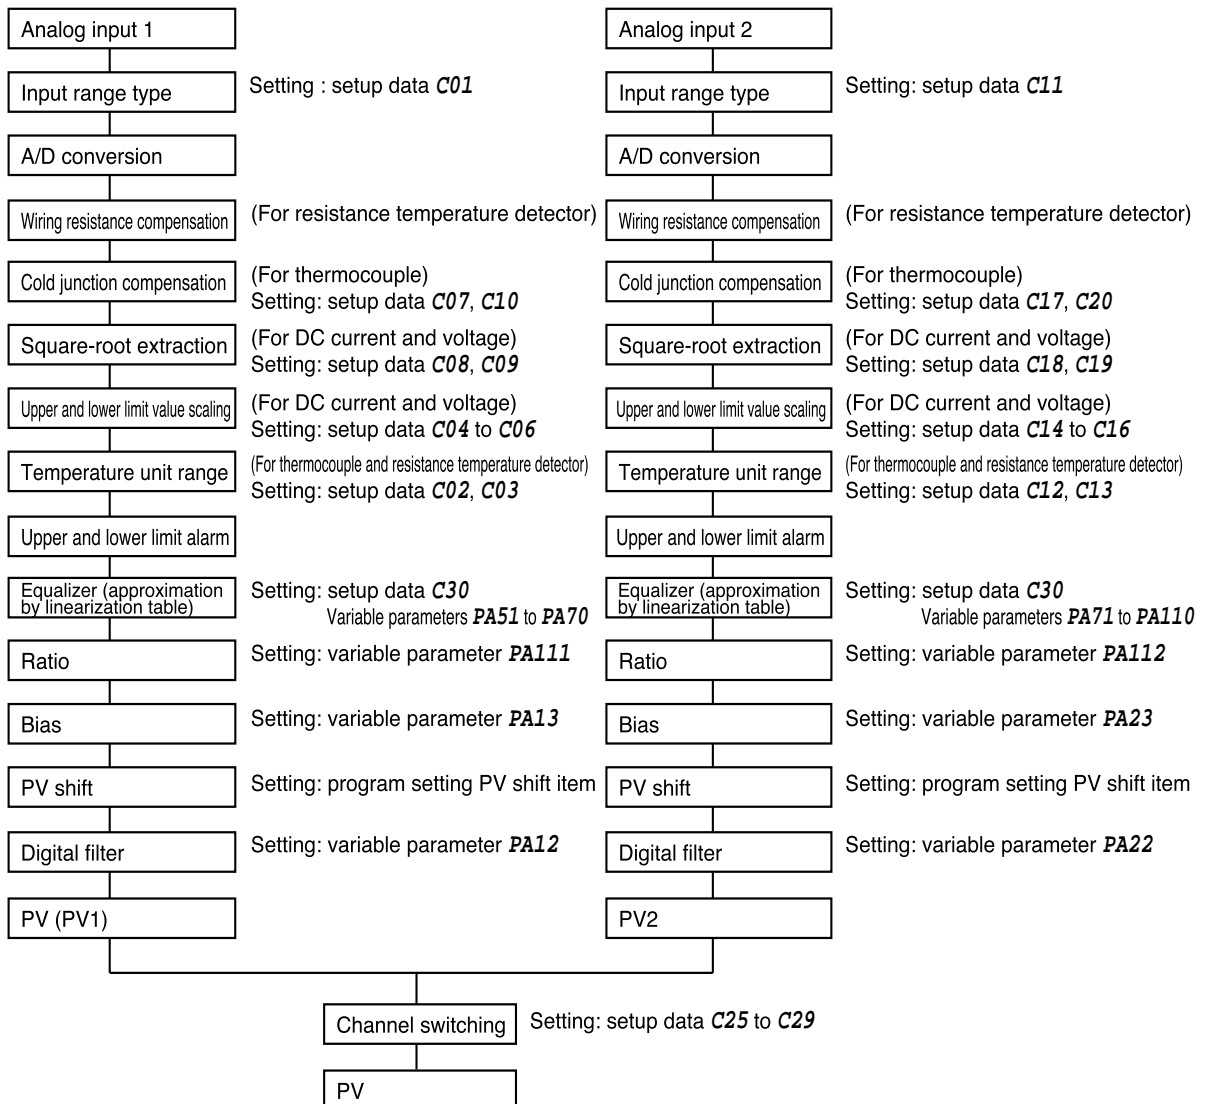 Analog input 1
Input range type
Setting : setup data C01
A/D conversion
Wiring resistance compensation
(For resistance temperature detector)
Cold junction compensation
(For thermocouple)
Setting: setup data C07, C10
Square-root extraction
(For DC current and voltage)
Setting: setup data C08, C09
Upper and lower limit value scaling
(For DC current and voltage)
Setting: setup data C04 to C06
Temperature unit range
(For thermocouple and resistance temperature detector)
Setting: setup data C02, C03
Upper and lower limit alarm
Equalizer (approximation
by linearization table)
Setting: setup data C30
Variable parameters PA51 to PA70
Ratio
Setting: variable parameter PA111
Bias
Setting: variable parameter PA13
PV shift
Setting: program setting PV shift item
Digital filter
Setting: variable parameter PA12
PV (PV1)
Analog input 2
Input range type
Setting: setup data C11
A/D conversion
Wiring resistance compensation
(For resistance temperature detector)
Cold junction compensation
(For thermocouple)
Setting: setup data C17, C20
Square-root extraction
(For DC current and voltage)
Setting: setup data C18, C19
Upper and lower limit value scaling
(For DC current and voltage)
Setting: setup data C14 to C16
Temperature unit range
(For thermocouple and resistance temperature detector)
Setting: setup data C12, C13
Upper and lower limit alarm
Equalizer (approximation
by linearization table)
Setting: setup data C30
Variable parameters PA71 to PA110
Ratio
Setting: variable parameter PA112
Bias
Setting: variable parameter PA23
PV shift
Setting: program setting PV shift item
Digital filter
Setting: variable parameter PA22
PV2
Channel switching
Setting: setup data C25 to C29
PV